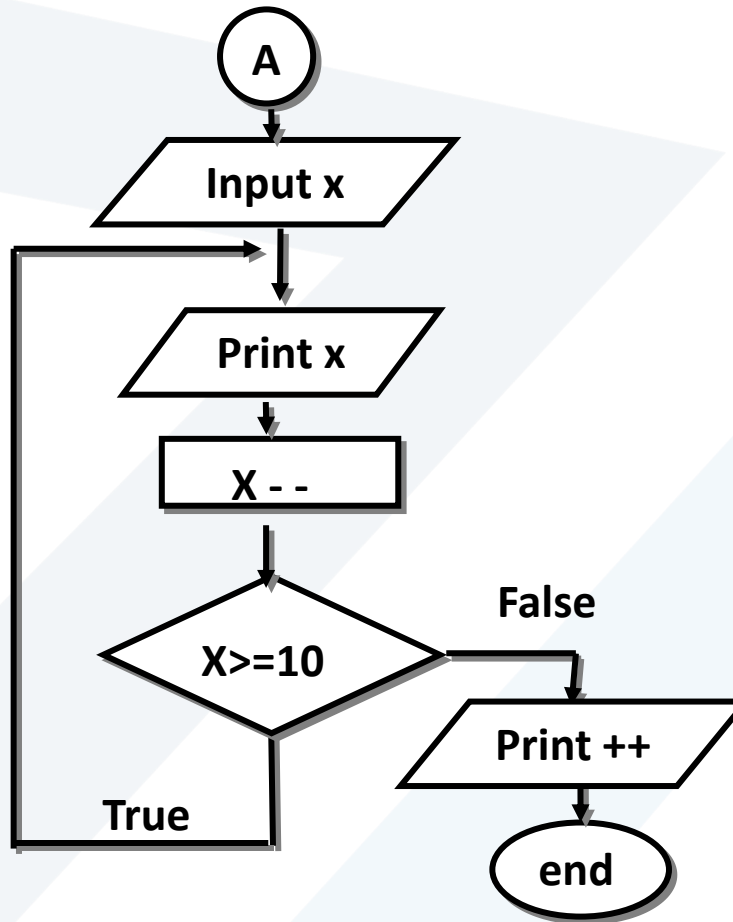 A
Input x
Print x
X - -
X>=10
False
Print ++
True
end